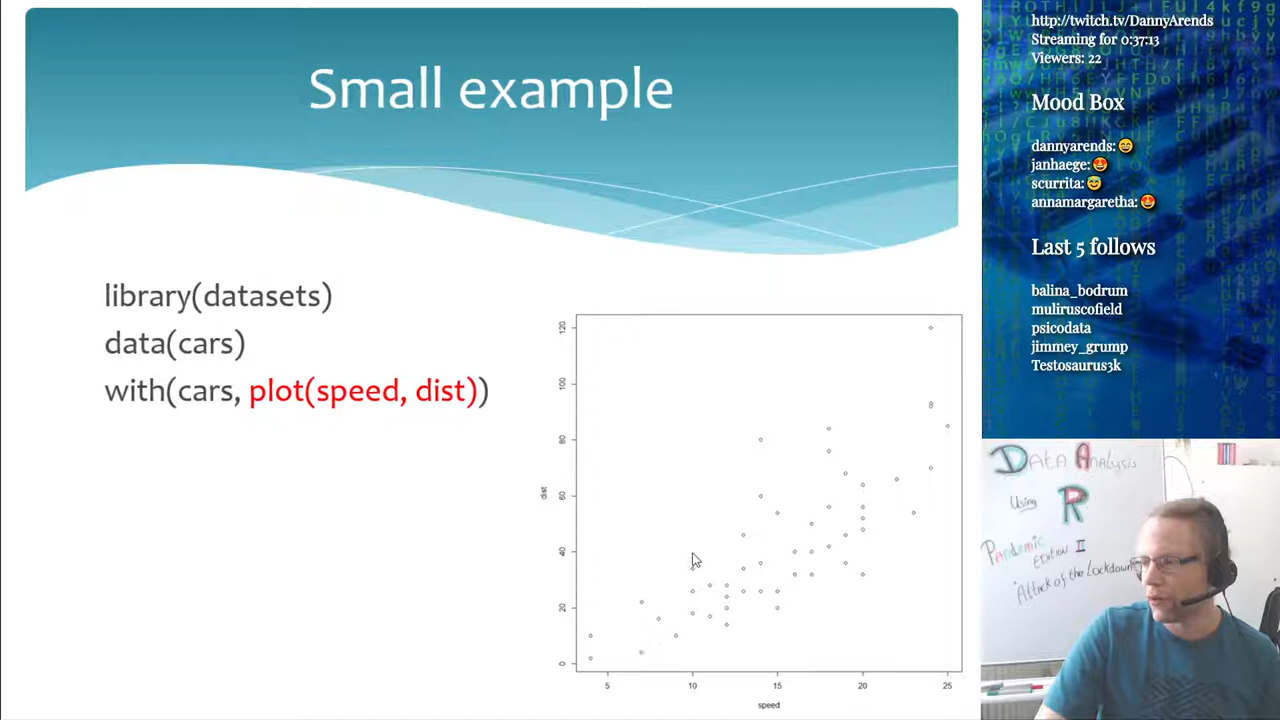 Small example
library(datasets)
data(cars)
with(cars, plot(speed, dist))
120
100
80
60
40
20
0
dist
5
10
15
20
25
speed
http://twitch.tv/DannyArends
Streaming for 0:37:13
Viewers: 22
Mood Box
dannyarends: 😄
janhaege: 😍
scurrita: 😇
annamargaretha: 😍
Last 5 follows
balina_bodrum
muliruscofield
psicodata
jimmey_grump
Testosaurus3k
Data Analysis
Using
R
Pandemic
Edition II
Attack of the Lockdown